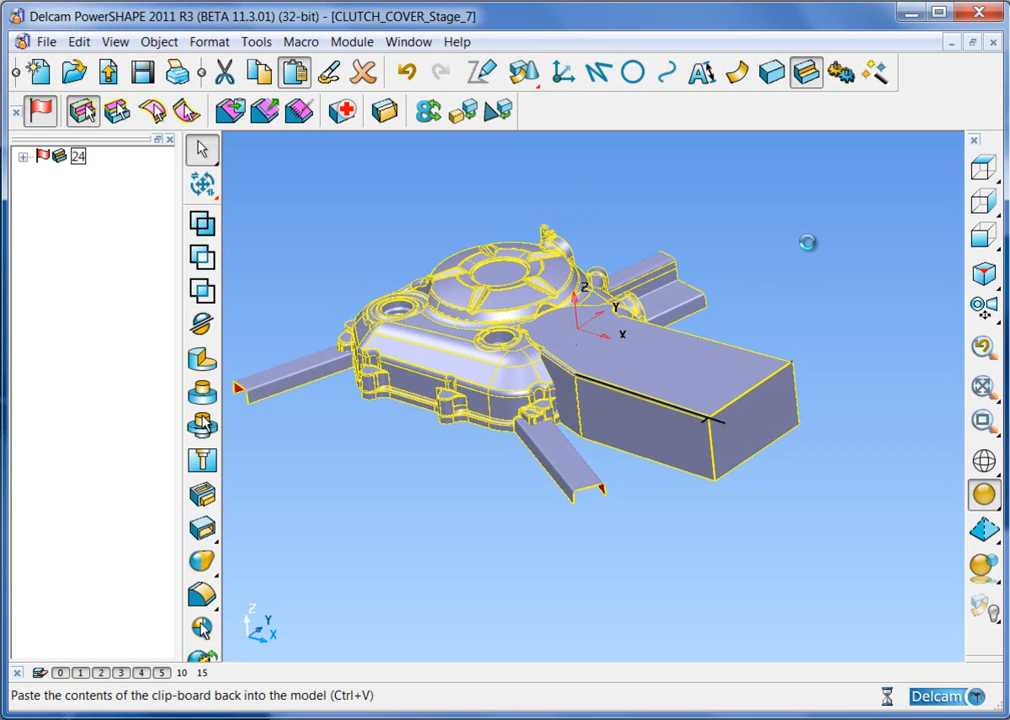 Delcam PowerSHAPE 2011 R3 (BETA 11.3.01) (32-bit) - [CLUTCH_COVER_Stage_7]
File Edit View Object Format Tools Macro Module Window Help
24
Z
Y
X
Z
Y
X
0 1 2 3 4 5 10 15
Paste the contents of the clip-board back into the model (Ctrl+V)
Delcam